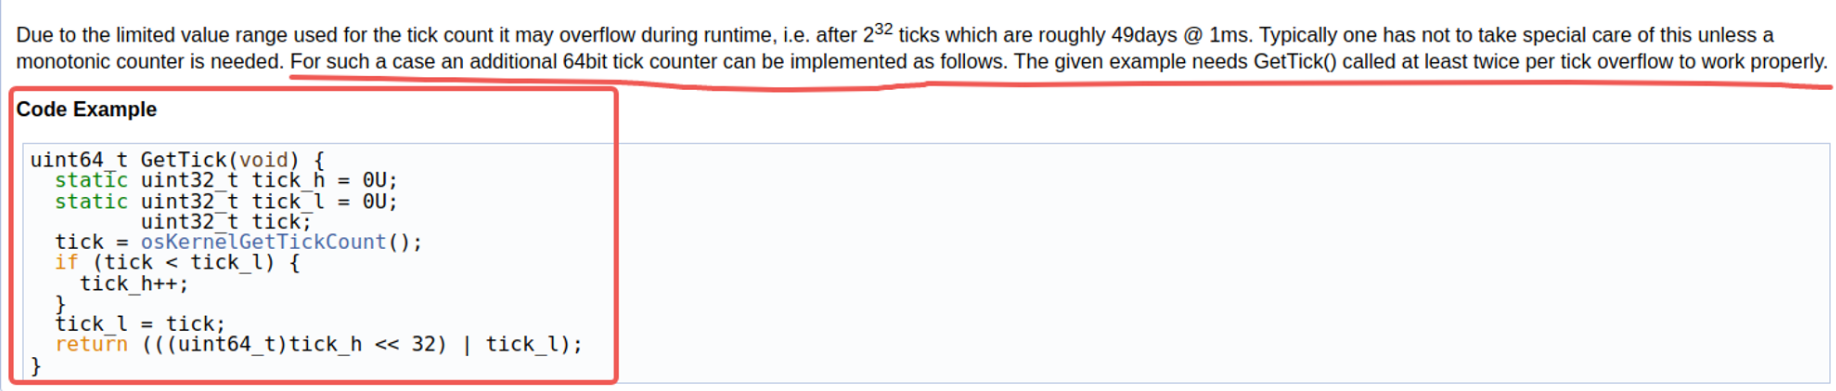 Due to the limited value range used for the tick count it may overflow during runtime, i.e. after 2³² ticks which are roughly 49days @ 1ms. Typically one has not to take special care of this unless a
monotonic counter is needed. For such a case an additional 64bit tick counter can be implemented as follows. The given example needs GetTick() called at least twice per tick overflow to work properly.
Code Example
uint64_t GetTick(void) {
  static uint32_t tick_h = 0U;
  static uint32_t tick_l = 0U;
         uint32_t tick;
  tick = osKernelGetTickCount();
  if (tick < tick_l) {
    tick_h++;
  }
  tick_l = tick;
  return (((uint64_t)tick_h << 32) | tick_l);
}